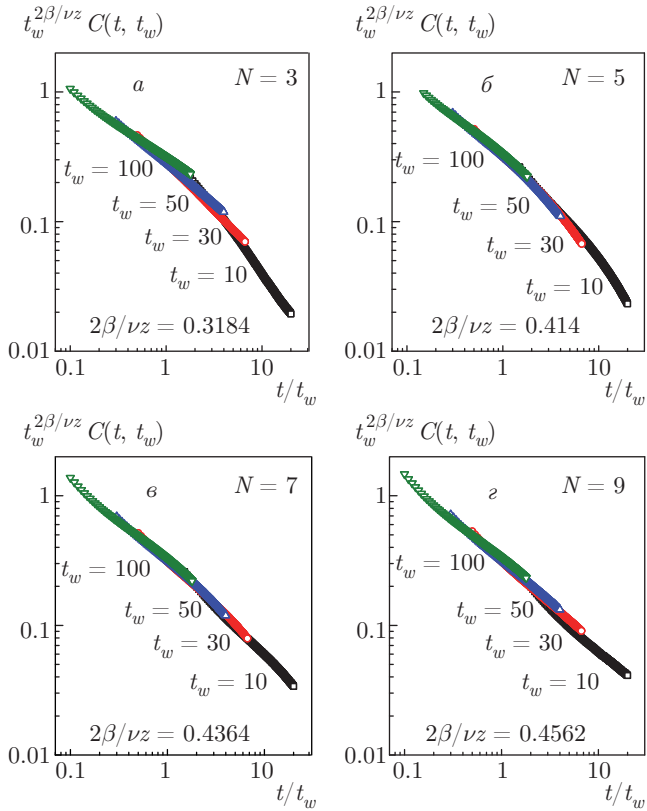 t_w^{2β/νz} C(t, t_w)
t_w^{2β/νz} C(t, t_w)
1
а
N = 3
t_w = 100
t_w = 50
0.1
t_w = 30
t_w = 10
2β/νz = 0.3184
0.01
0.1
1
10
t/t_w
1
б
N = 5
t_w = 100
t_w = 50
0.1
t_w = 30
t_w = 10
2β/νz = 0.414
0.01
0.1
1
10
t/t_w
t_w^{2β/νz} C(t, t_w)
t_w^{2β/νz} C(t, t_w)
1
в
N = 7
t_w = 100
t_w = 50
0.1
t_w = 30
t_w = 10
2β/νz = 0.4364
0.01
0.1
1
10
t/t_w
1
г
N = 9
t_w = 100
t_w = 50
0.1
t_w = 30
t_w = 10
2β/νz = 0.4562
0.01
0.1
1
10
t/t_w